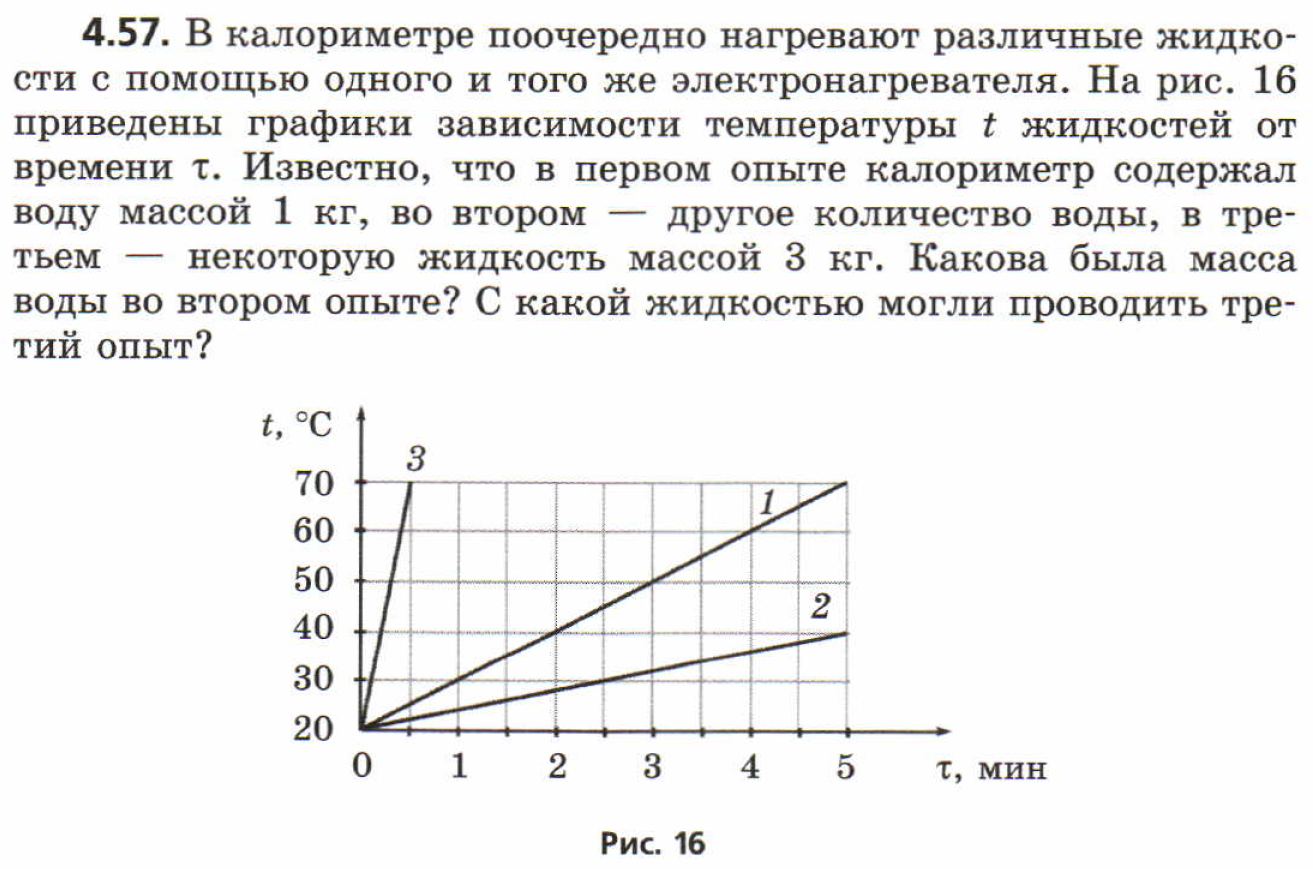 4.57. В калориметре поочередно нагревают различные жидко-
сти с помощью одного и того же электронагревателя. На рис. 16
приведены графики зависимости температуры t жидкостей от
времени τ. Известно, что в первом опыте калориметр содержал
воду массой 1 кг, во втором — другое количество воды, в тре-
тьем — некоторую жидкость массой 3 кг. Какова была масса
воды во втором опыте? С какой жидкостью могли проводить тре-
тий опыт?
t, °C
3
70
1
60
50
2
40
30
20
0 1 2 3 4 5 τ, мин
Рис. 16